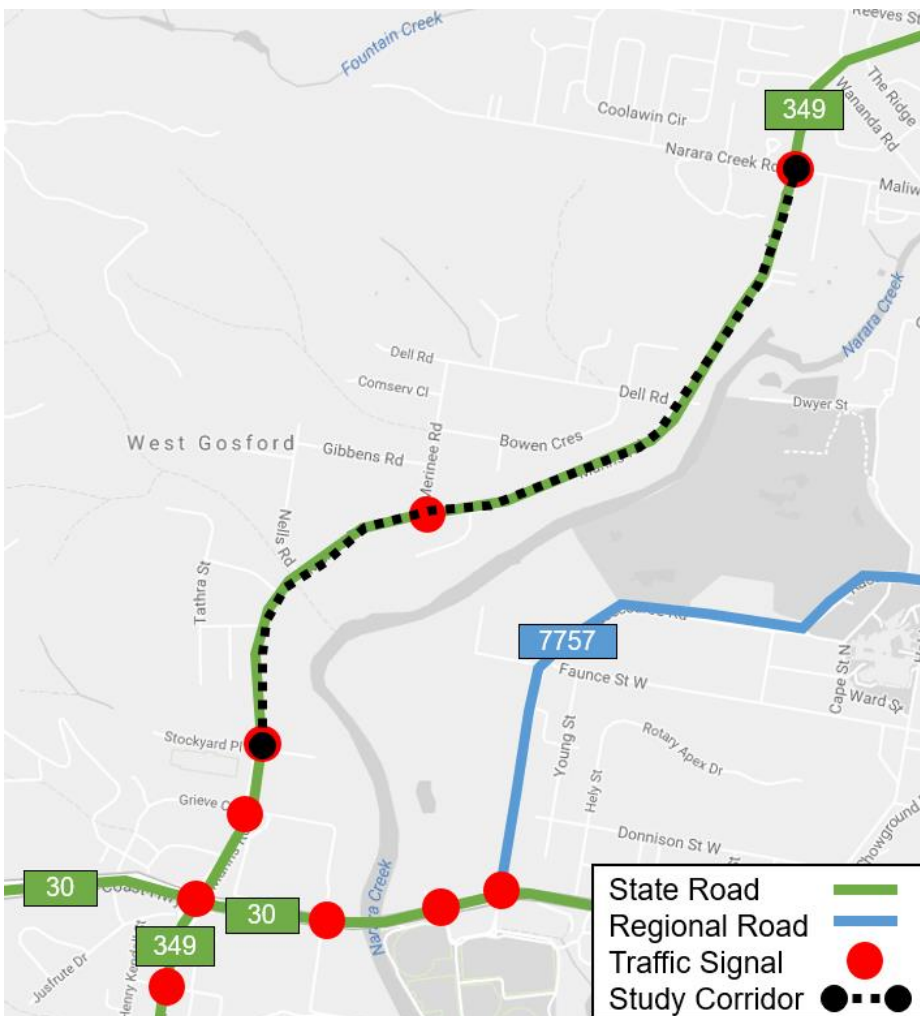 Reeves St
Fountain Creek
The Ridge
Wananda Rd
349
Coolawin Cir
Narara Creek Rd
Maliw
Narara Creek
Dell Rd
Comserv Cl
Dell Rd
Dwyer St
West Gosford
Merinee Rd
Bowen Cres
Gibbens Rd
Nells Rd
Tathra St
7757
Faunce St W
Cape St N
Ward St
Stockyard Pl
Young St
Rotary Apex Dr
Hely St
Grieve
Donnison St W
Showground
30
30
Narara Creek
349
Jusfrute Dr
Henry Kendall St
State Road
Regional Road
Traffic Signal
Study Corridor